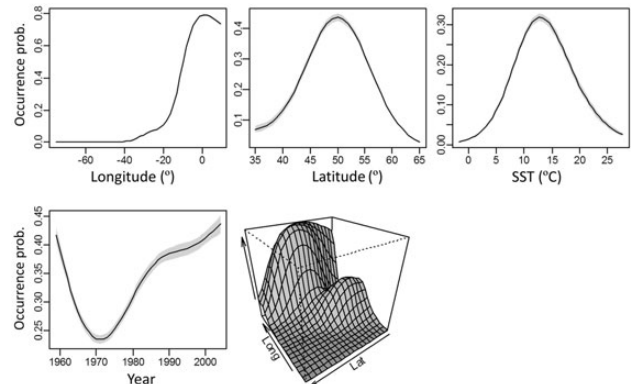 Occurrence prob.
0.0 0.2 0.4 0.6 0.8
-60 -40 -20 0
Longitude (º)
0.1 0.2 0.3 0.4
35 40 45 50 55 60 65
Latitude (º)
0.00 0.10 0.20 0.30
0 5 10 15 20 25
SST (ºC)
Occurrence prob.
0.25 0.30 0.35 0.40 0.45
1960 1970 1980 1990 2000
Year
Long
Lat